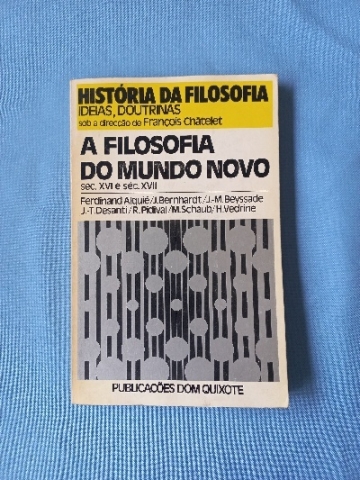 HISTÓRIA DA FILOSOFIA
IDEIAS, DOUTRINAS
sob a direcção de François Châtelet
A FILOSOFIA
DO MUNDO NOVO
séc. XVI e séc. XVII
Ferdinand Alquié/J.Bernhardt/J.-M.Beyssade
J.-T.Desanti/R.Pidival/M.Schaub/H.Vedrine
PUBLICAÇÕES DOM QUIXOTE